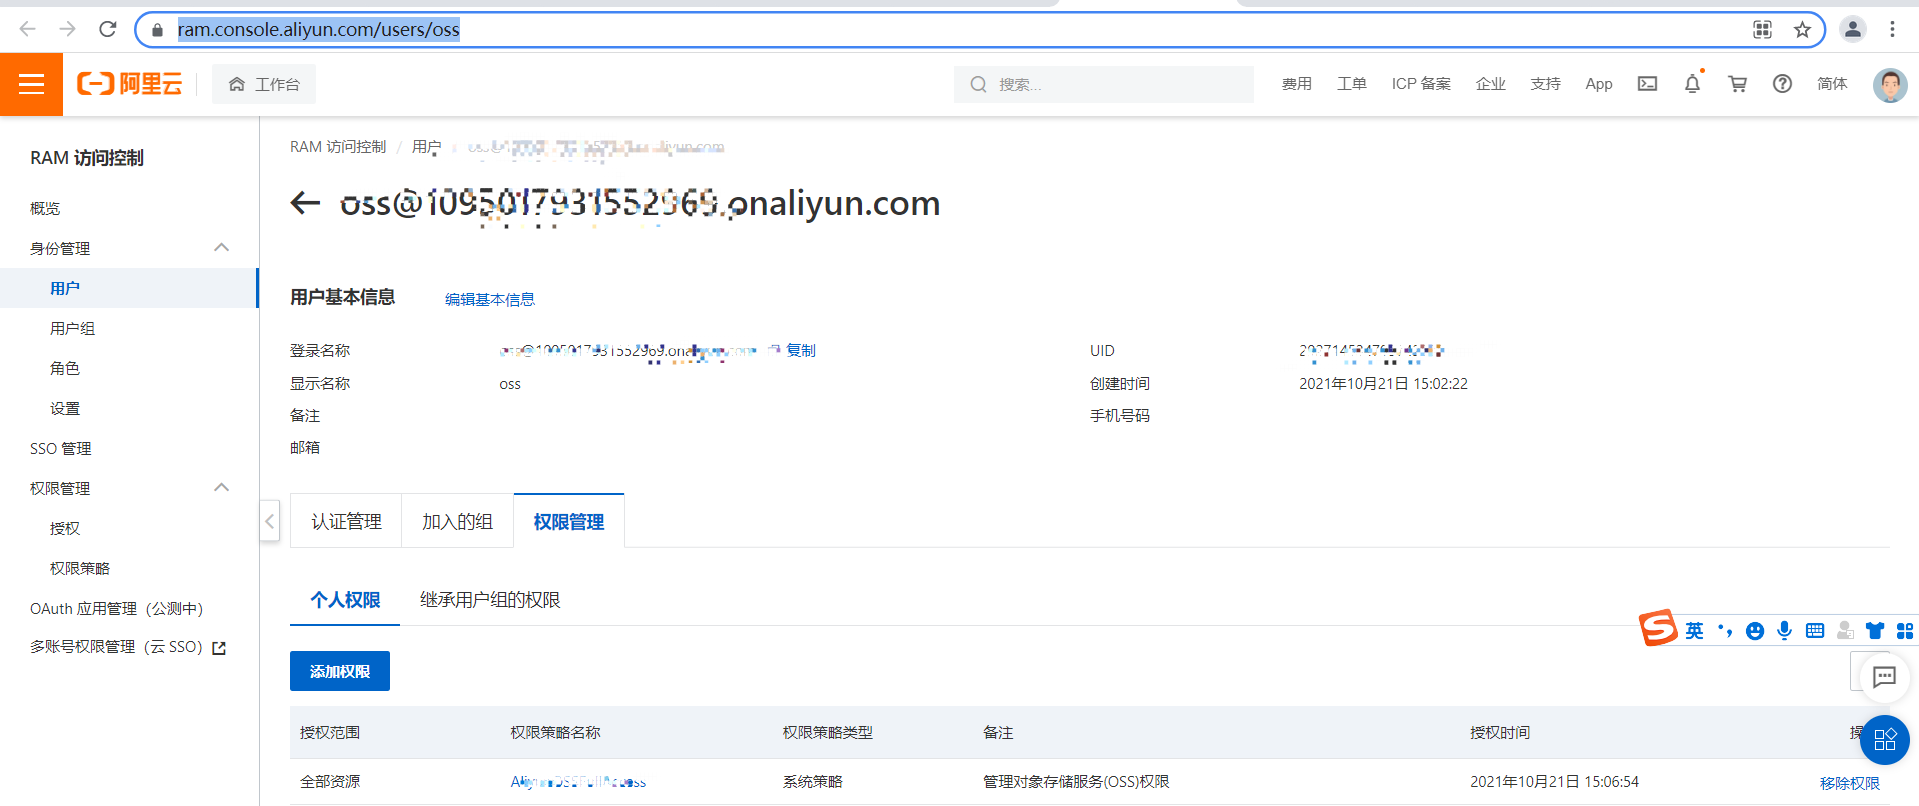 ram.console.aliyun.com/users/oss
阿里云
工作台
搜索...
费用 工单 ICP 备案 企业 支持 App 简体
RAM 访问控制
概览
身份管理
用户
用户组
角色
设置
SSO 管理
权限管理
授权
权限策略
OAuth 应用管理（公测中）
多账号权限管理（云 SSO）
RAM 访问控制 / 用户
.onaliyun.com
用户基本信息 编辑基本信息
登录名称 复制
显示名称 oss
备注
邮箱
UID
创建时间 2021年10月21日 15:02:22
手机号码
认证管理 加入的组 权限管理
个人权限 继承用户组的权限
英
添加权限
授权范围 权限策略名称 权限策略类型 备注 授权时间
全部资源 系统策略 管理对象存储服务(OSS)权限 2021年10月21日 15:06:54 移除权限